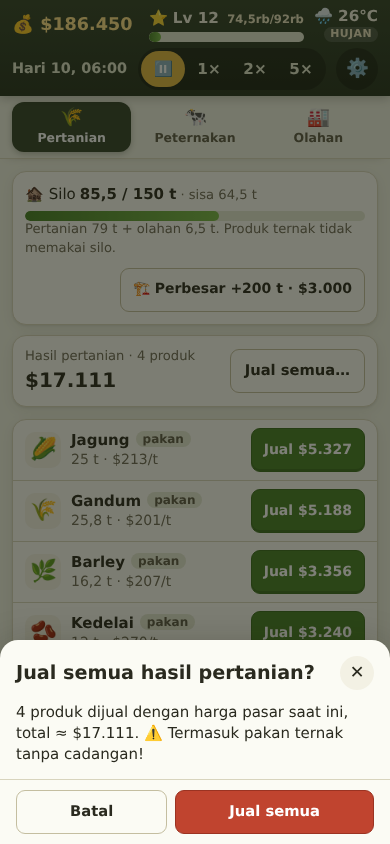 $186.450
Lv 12 74,5rb/92rb
26°C
HUJAN
Hari 10, 06:00
1×
2×
5×
Pertanian
Peternakan
Olahan
Silo 85,5 / 150 t · sisa 64,5 t
Pertanian 79 t + olahan 6,5 t. Produk ternak tidak
memakai silo.
Perbesar +200 t · $3.000
Hasil pertanian · 4 produk
$17.111
Jual semua…
Jagung pakan
25 t · $213/t
Jual $5.327
Gandum pakan
25,8 t · $201/t
Jual $5.188
Barley pakan
16,2 t · $207/t
Jual $3.356
Kedelai pakan
12 t · $270/t
Jual $3.240
Jual semua hasil pertanian?
4 produk dijual dengan harga pasar saat ini,
total ≈ $17.111. ⚠️ Termasuk pakan ternak
tanpa cadangan!
Batal
Jual semua